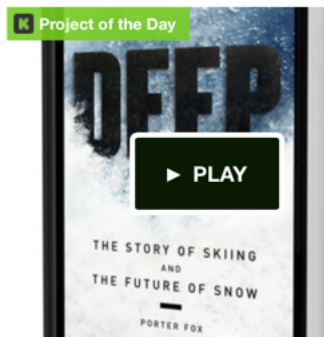 K Project of the Day
DEEP
► PLAY
THE STORY OF SKIING
AND
THE FUTURE OF SNOW
PORTER FOX